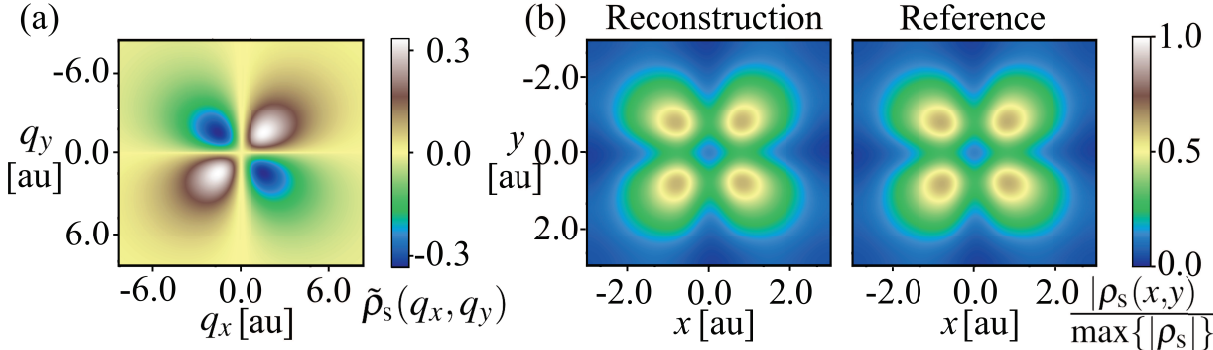 (a)
-6.0
0.0
6.0
q_y
[au]
-6.0 0.0 6.0
q_x [au]
0.3
0.0
-0.3
ρ̃_s(q_x, q_y)
(b) Reconstruction Reference
-2.0
0.0
2.0
y
[au]
-2.0 0.0 2.0
x [au]
-2.0 0.0 2.0
x [au]
1.0
0.5
0.0
|ρ_s(x,y)
max{|ρ_s|}